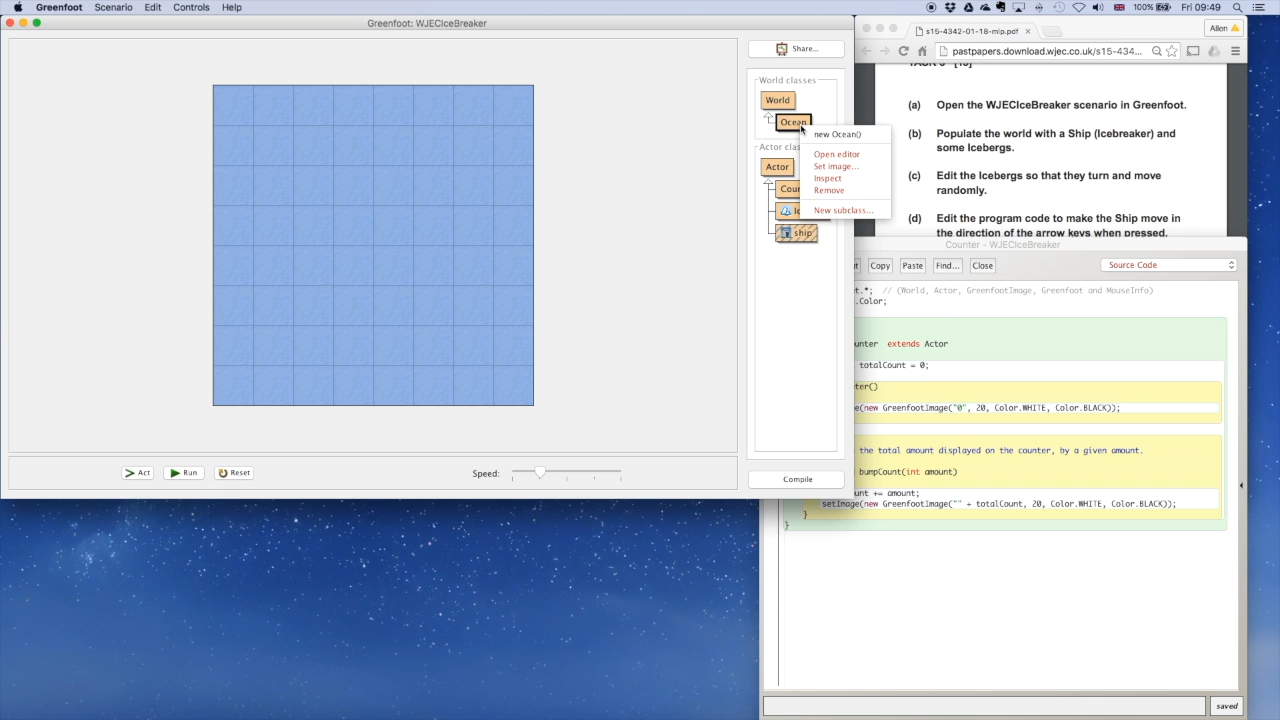 Greenfoot Scenario Edit Controls Help
100% Fri 09:49
Greenfoot: WJECIceBreaker
Share...
World classes
World
Ocean
new Ocean()
Open editor
Set image...
Inspect
Remove
New subclass...
Actor
ship
Act
Run
Reset
Speed:
Compile
s15-4342-01-18-mip.pdf
Allen
pastpapers.download.wjec.co.uk/s15-434...
(a) Open the WJECIceBreaker scenario in Greenfoot.
(b) Populate the world with a Ship (Icebreaker) and
some Icebergs.
(c) Edit the Icebergs so that they turn and move
randomly.
(d) Edit the program code to make the Ship move in
the direction of the arrow keys when pressed.
Counter - WJECIceBreaker
Copy
Paste
Find...
Close
Source Code
.*; // (World, Actor, GreenfootImage, Greenfoot and MouseInfo)
.Color;
extends Actor
totalCount = 0;
(new GreenfootImage("0", 20, Color.WHITE, Color.BLACK));
the total amount displayed on the counter, by a given amount.
bumpCount(int amount)
+= amount;
setImage(new GreenfootImage("" + totalCount, 20, Color.WHITE, Color.BLACK));
}
}
saved